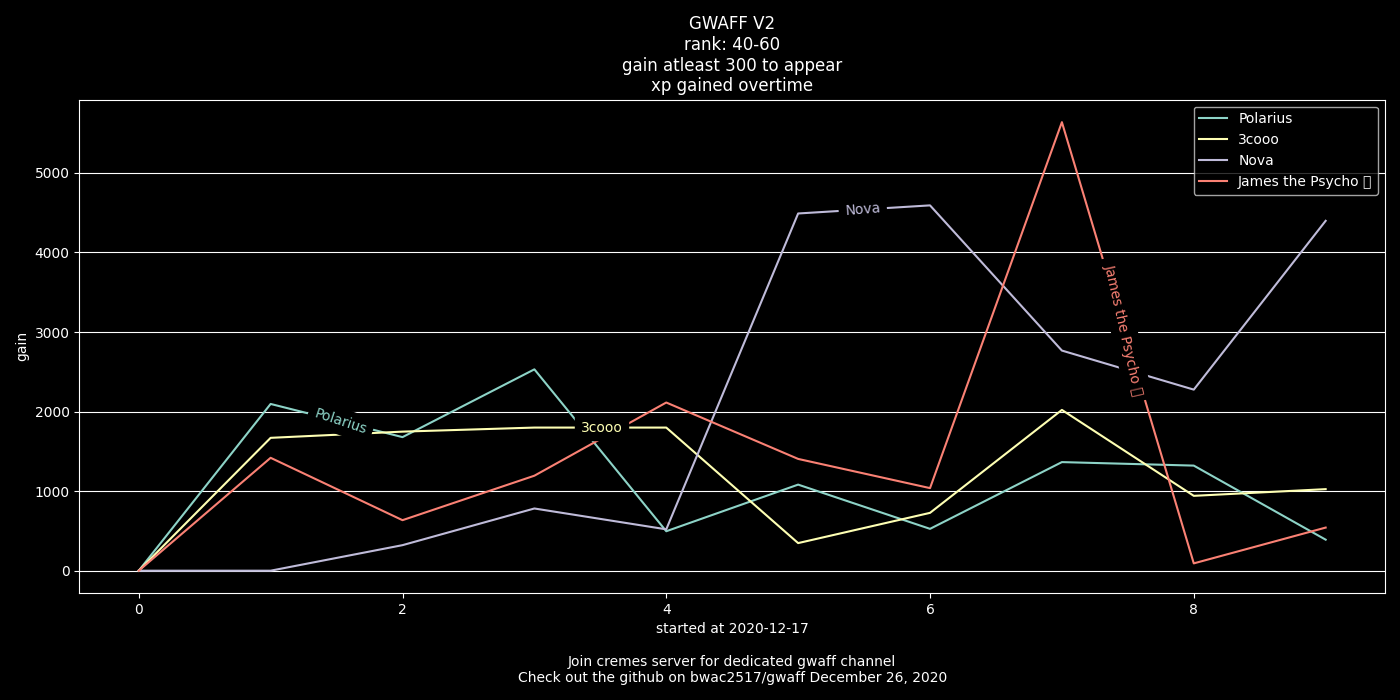 GWAFF V2
rank: 40-60
gain atleast 300 to appear
xp gained overtime
Polarius
3cooo
Nova
James the Psycho
5000
4000
3000
2000
1000
0
gain
Polarius
3cooo
Nova
James the Psycho
0 2 4 6 8
started at 2020-12-17
Join cremes server for dedicated gwaff channel
Check out the github on bwac2517/gwaff December 26, 2020